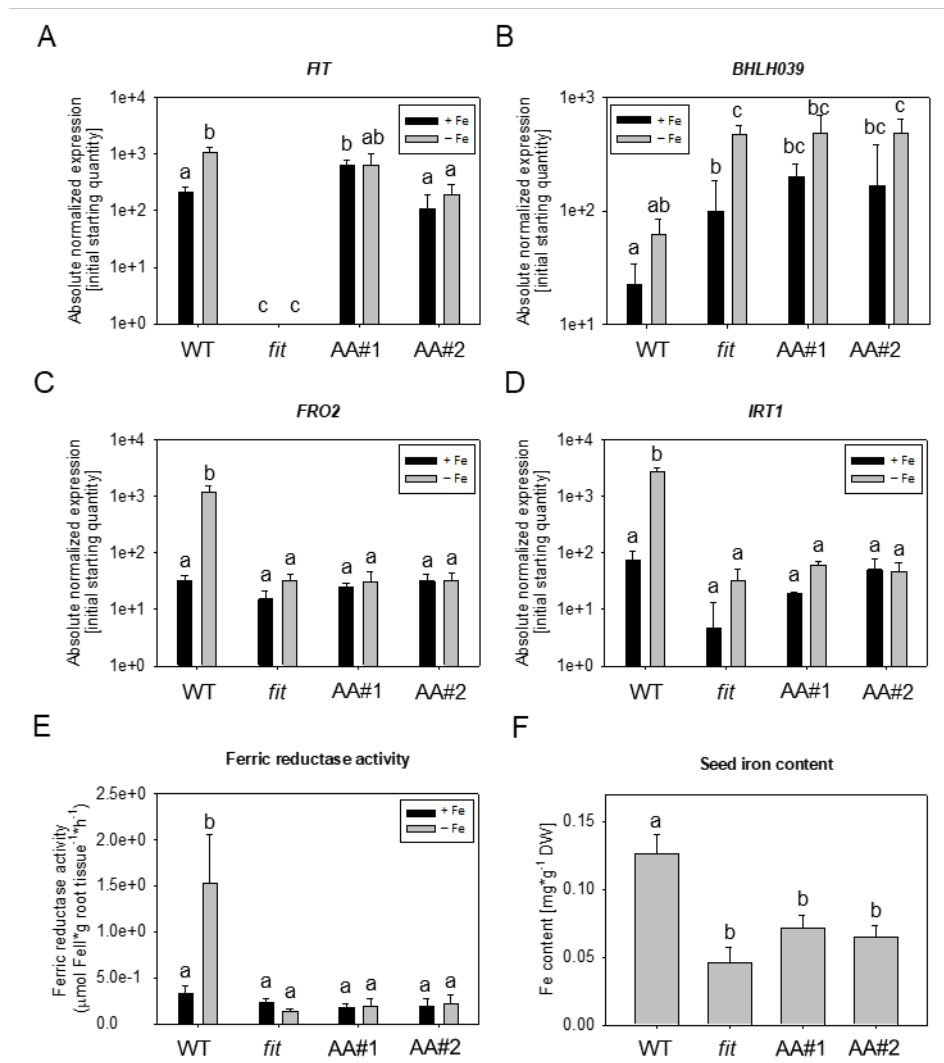 A
FIT
Absolute normalized expression
[initial starting quantity]
1e+4
1e+3
1e+2
1e+1
1e+0
+ Fe
– Fe
a
b
c
c
b
ab
a
a
WT
fit
AA#1
AA#2
B
BHLH039
Absolute normalized expression
[initial starting quantity]
1e+3
1e+2
1e+1
+ Fe
– Fe
a
ab
b
c
bc
bc
bc
c
WT
fit
AA#1
AA#2
C
FRO2
Absolute normalized expression
[initial starting quantity]
1e+4
1e+3
1e+2
1e+1
1e+0
+ Fe
– Fe
a
b
a
a
a
a
a
a
WT
fit
AA#1
AA#2
D
IRT1
Absolute normalized expression
[initial starting quantity]
1e+4
1e+3
1e+2
1e+1
1e+0
+ Fe
– Fe
a
b
a
a
a
a
a
a
WT
fit
AA#1
AA#2
E
Ferric reductase activity
Ferric reductase activity
(µmol FeII*g root tissue⁻¹*h⁻¹)
2.5e+0
2.0e+0
1.5e+0
1.0e+0
5.0e-1
0.0
+ Fe
– Fe
a
b
a
a
a
a
a
a
WT
fit
AA#1
AA#2
F
Seed iron content
Fe content [mg*g⁻¹ DW]
0.15
0.10
0.05
0.00
a
b
b
b
WT
fit
AA#1
AA#2